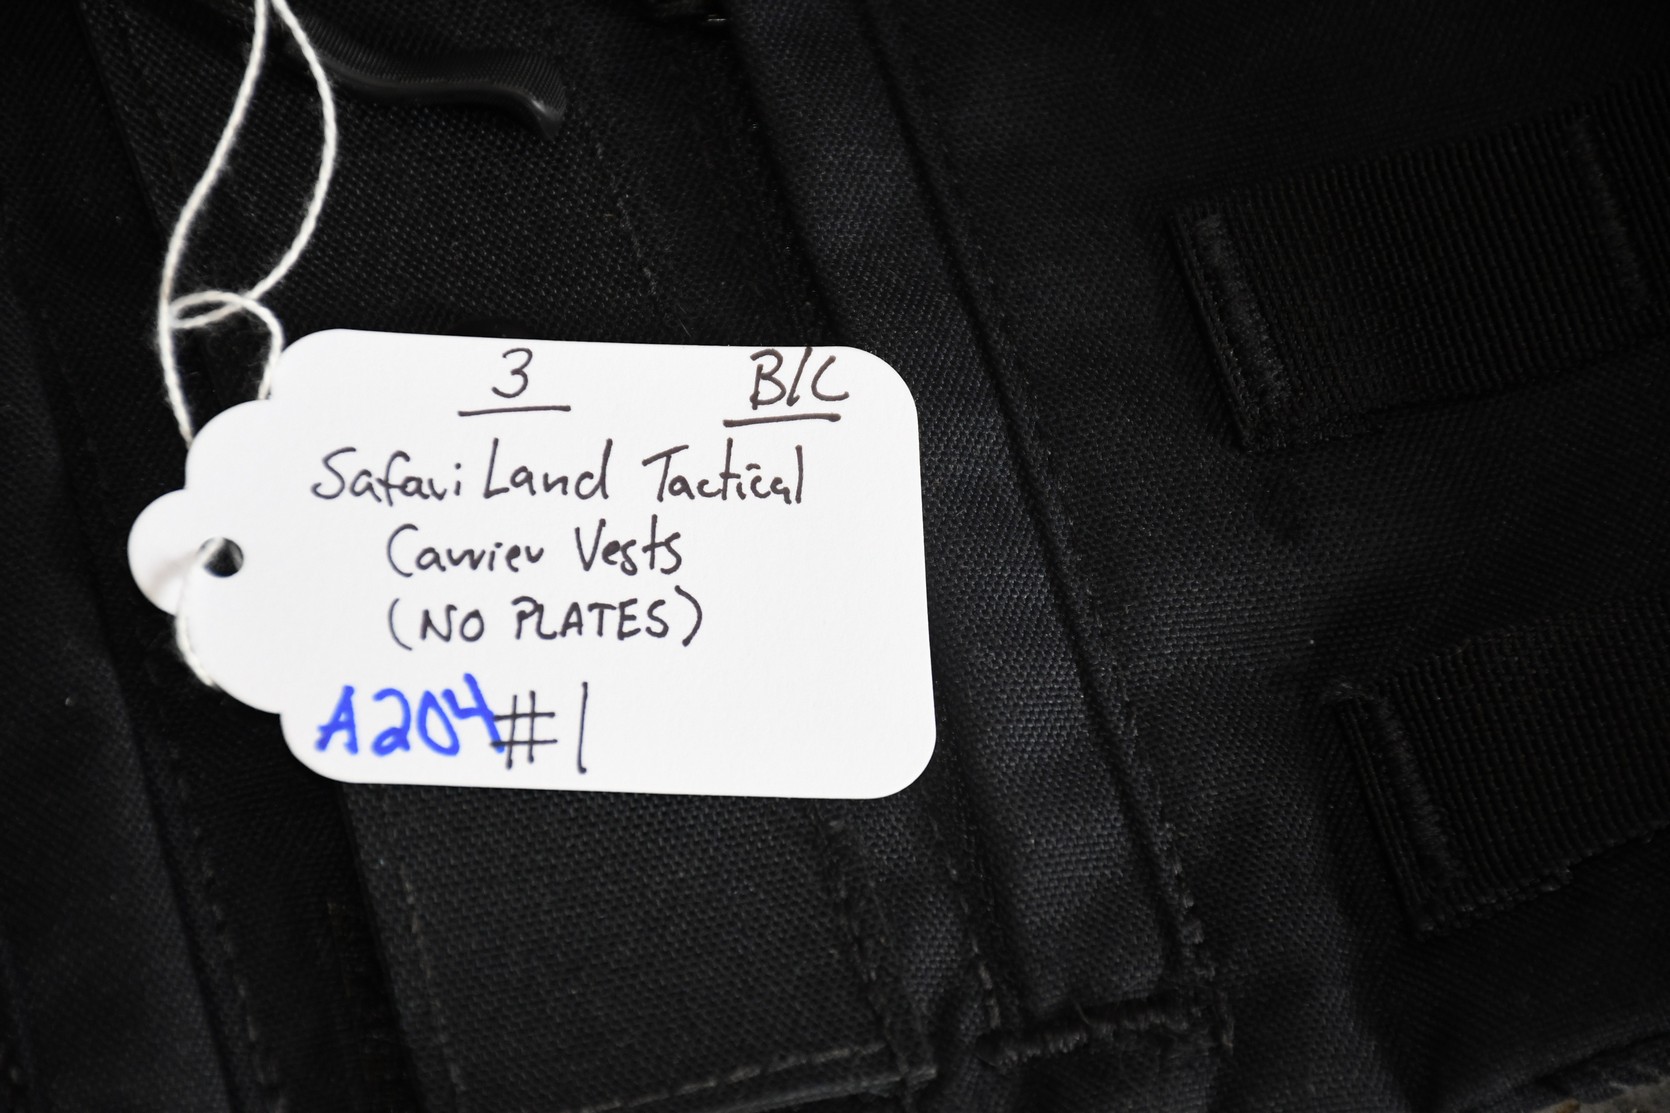 3 B/C
Safari Land Tactical
Carrier Vests
(NO PLATES)
A204#1